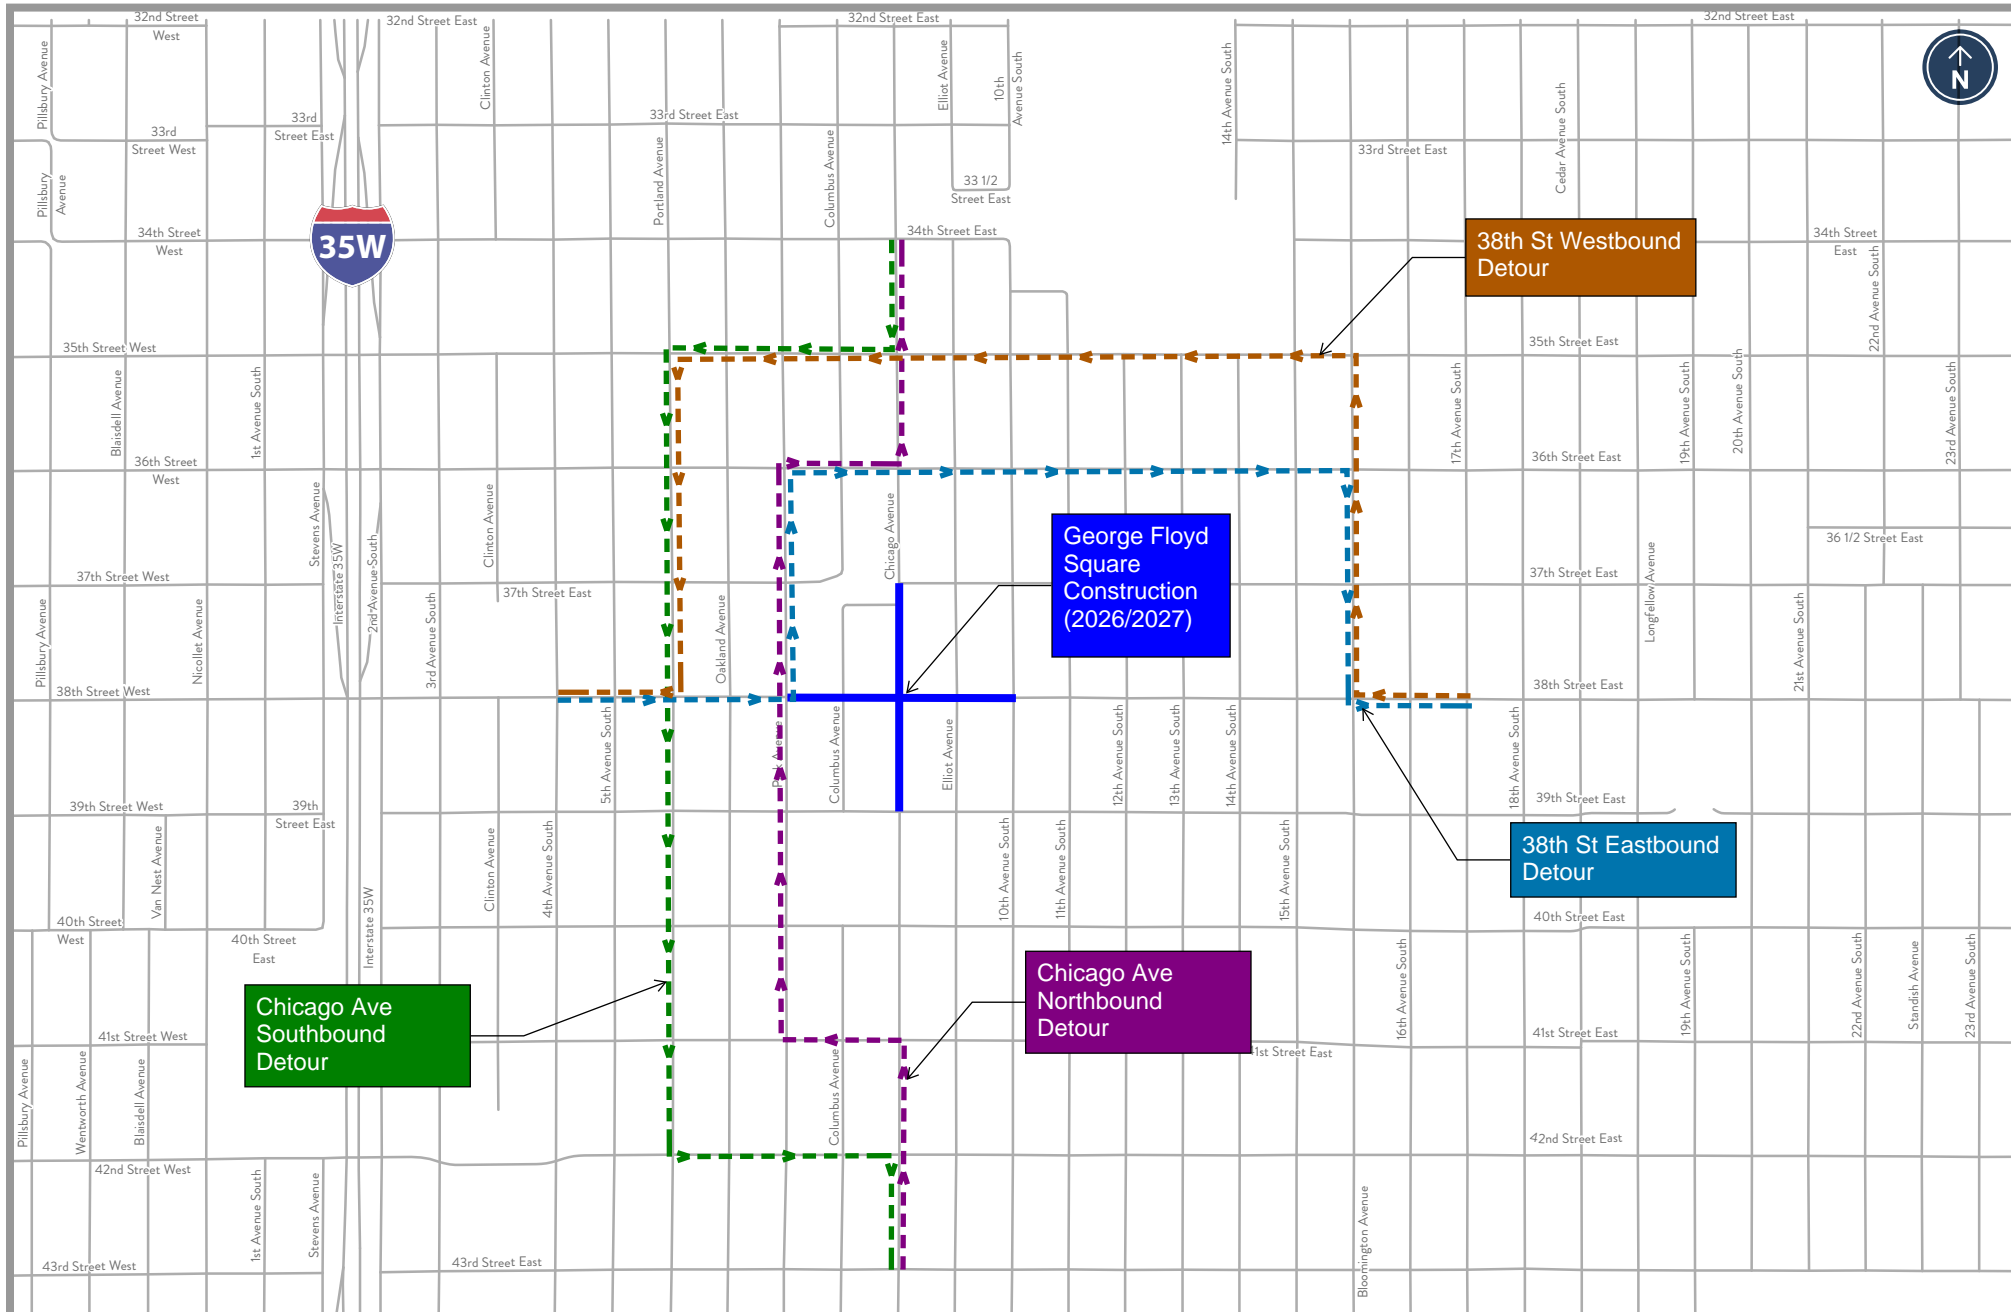 32nd Street
West
32nd Street East
32nd Street East
32nd Street East
N
Pillsbury Avenue
Clinton Avenue
Elliot Avenue
10th
Avenue South
14th Avenue South
Cedar Avenue South
33rd
Street West
33rd
Street East
33rd Street East
33rd Street East
Pillsbury
Avenue
Portland Avenue
Columbus Avenue
33 1/2
Street East
34th Street
West
35W
34th Street East
34th Street
East
38th St Westbound
Detour
22nd Avenue South
35th Street West
35th Street East
Blaisdell Avenue
1st Avenue South
17th Avenue South
19th Avenue South
20th Avenue South
23rd Avenue South
36th Street
West
36th Street East
Stevens Avenue
Interstate 35W
2nd Avenue South
Clinton Avenue
Chicago Avenue
George Floyd
Square
Construction
(2026/2027)
36 1/2 Street East
37th Street West
37th Street East
37th Street East
Longfellow Avenue
Pillsbury Avenue
Nicollet Avenue
3rd Avenue South
Oakland Avenue
21st Avenue South
38th Street West
38th Street East
5th Avenue South
Park Avenue
Columbus Avenue
Elliot Avenue
12th Avenue South
13th Avenue South
14th Avenue South
18th Avenue South
39th Street West
39th
Street East
39th Street East
38th St Eastbound
Detour
Van Nest Avenue
Interstate 35W
Clinton Avenue
4th Avenue South
10th Avenue South
11th Avenue South
15th Avenue South
40th Street
West
40th Street
East
40th Street East
Chicago Ave
Southbound
Detour
Chicago Ave
Northbound
Detour
16th Avenue South
19th Avenue South
22nd Avenue South
Standish Avenue
23rd Avenue South
41st Street West
41st Street East
41st Street East
Pillsbury Avenue
Wentworth Avenue
Blaisdell Avenue
Columbus Avenue
42nd Street West
42nd Street East
1st Avenue South
Stevens Avenue
Bloomington Avenue
43rd Street West
43rd Street East